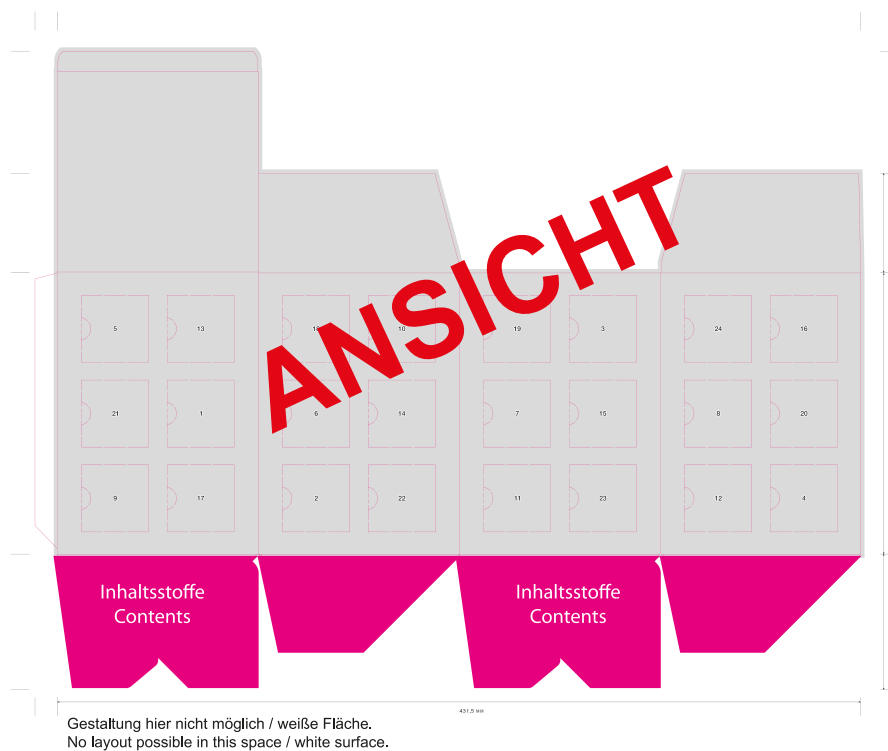 ANSICHT
5 13 18 10 19 3 24 16
21 1 6 14 7 15 8 20
9 17 2 22 11 23 12 4
Inhaltsstoffe
Contents
Inhaltsstoffe
Contents
431,5 MM
Gestaltung hier nicht möglich / weiße Fläche.
No layout possible in this space / white surface.